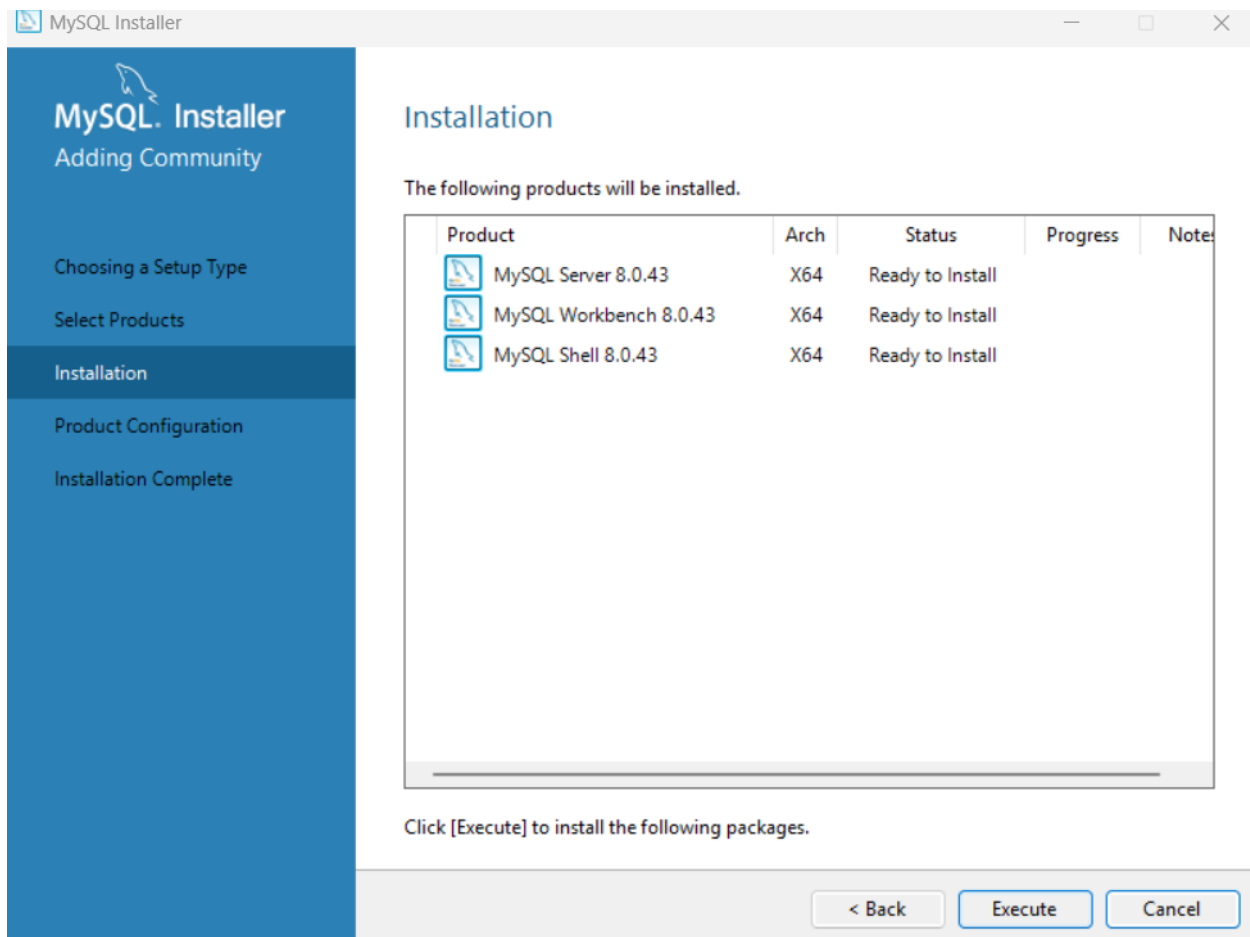 MySQL Installer
MySQL. Installer
Adding Community
Choosing a Setup Type
Select Products
Installation
Product Configuration
Installation Complete
Installation
The following products will be installed.
Product Arch Status Progress Notes
MySQL Server 8.0.43 X64 Ready to Install
MySQL Workbench 8.0.43 X64 Ready to Install
MySQL Shell 8.0.43 X64 Ready to Install
Click [Execute] to install the following packages.
< Back Execute Cancel